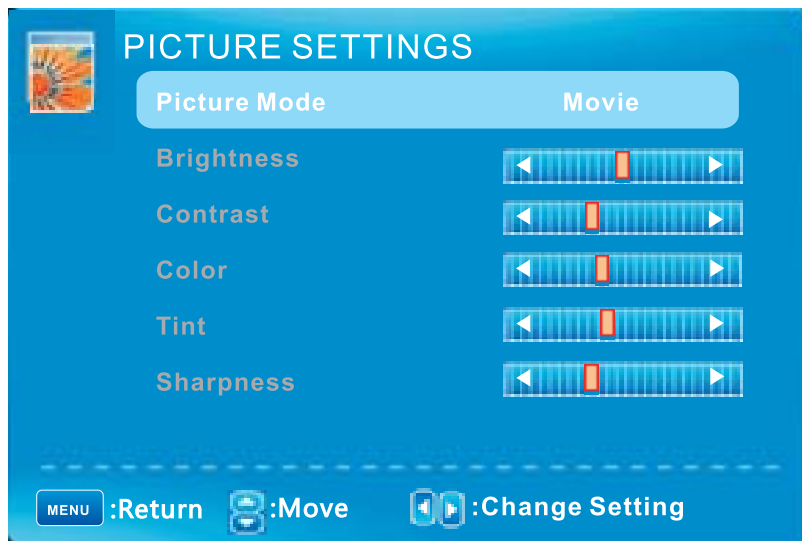 PICTURE SETTINGS
Picture Mode Movie
Brightness
Contrast
Color
Tint
Sharpness
MENU :Return :Move :Change Setting